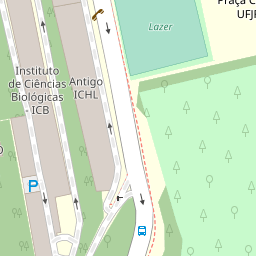 Praça C
UFJF
Lazer
Instituto
de Ciências
Biológicas
- ICB
Antigo
ICHL
P